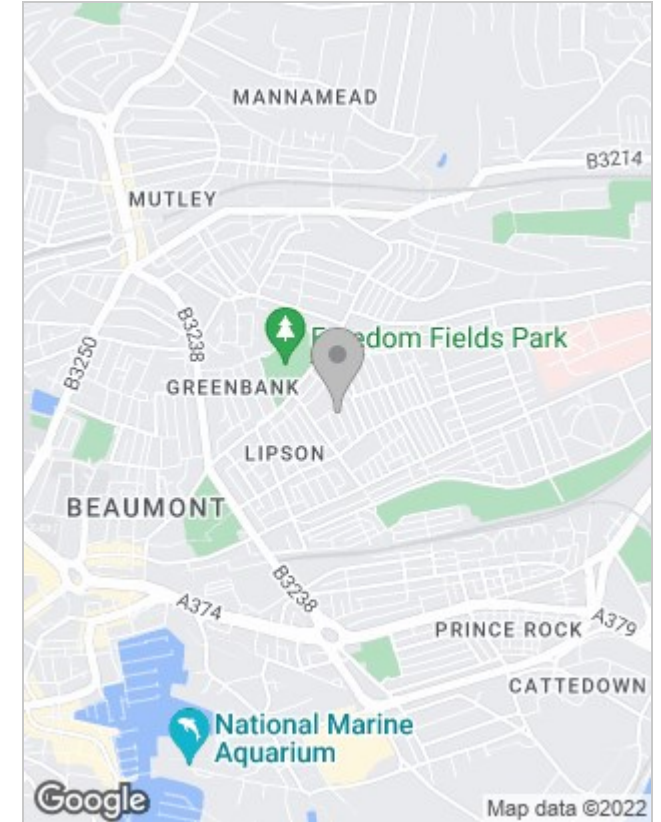 MANNAMEAD
B3214
MUTLEY
B3238
B3250
edom Fields Park
GREENBANK
LIPSON
BEAUMONT
B3238
A374
A379
PRINCE ROCK
CATTEDOWN
National Marine
Aquarium
Google
Map data ©2022